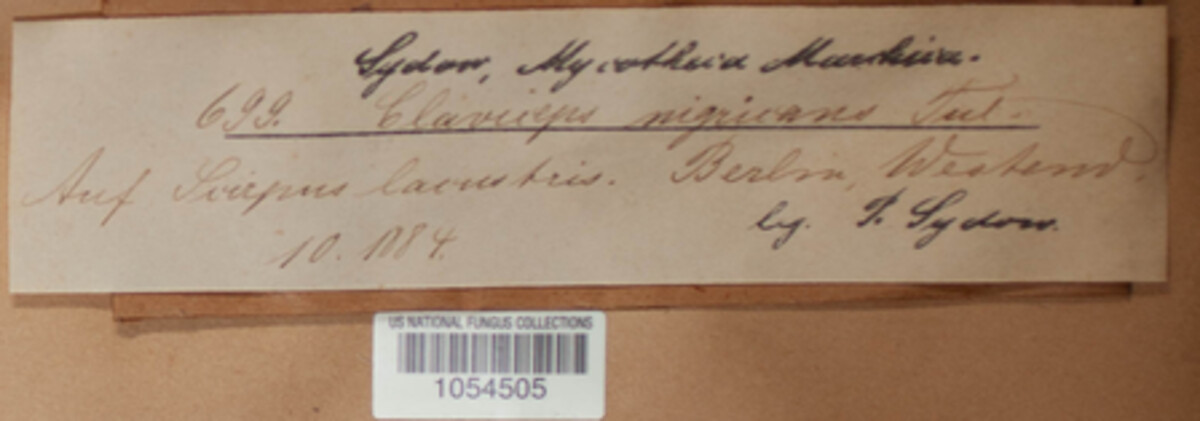 Sydow, Mycotheca Marchica.
699. Claviceps nigricans Tul.
Auf Scirpus lacustris. Berlin, Westend.
10. 1884. leg. P. Sydow.
US NATIONAL FUNGUS COLLECTIONS
1054505